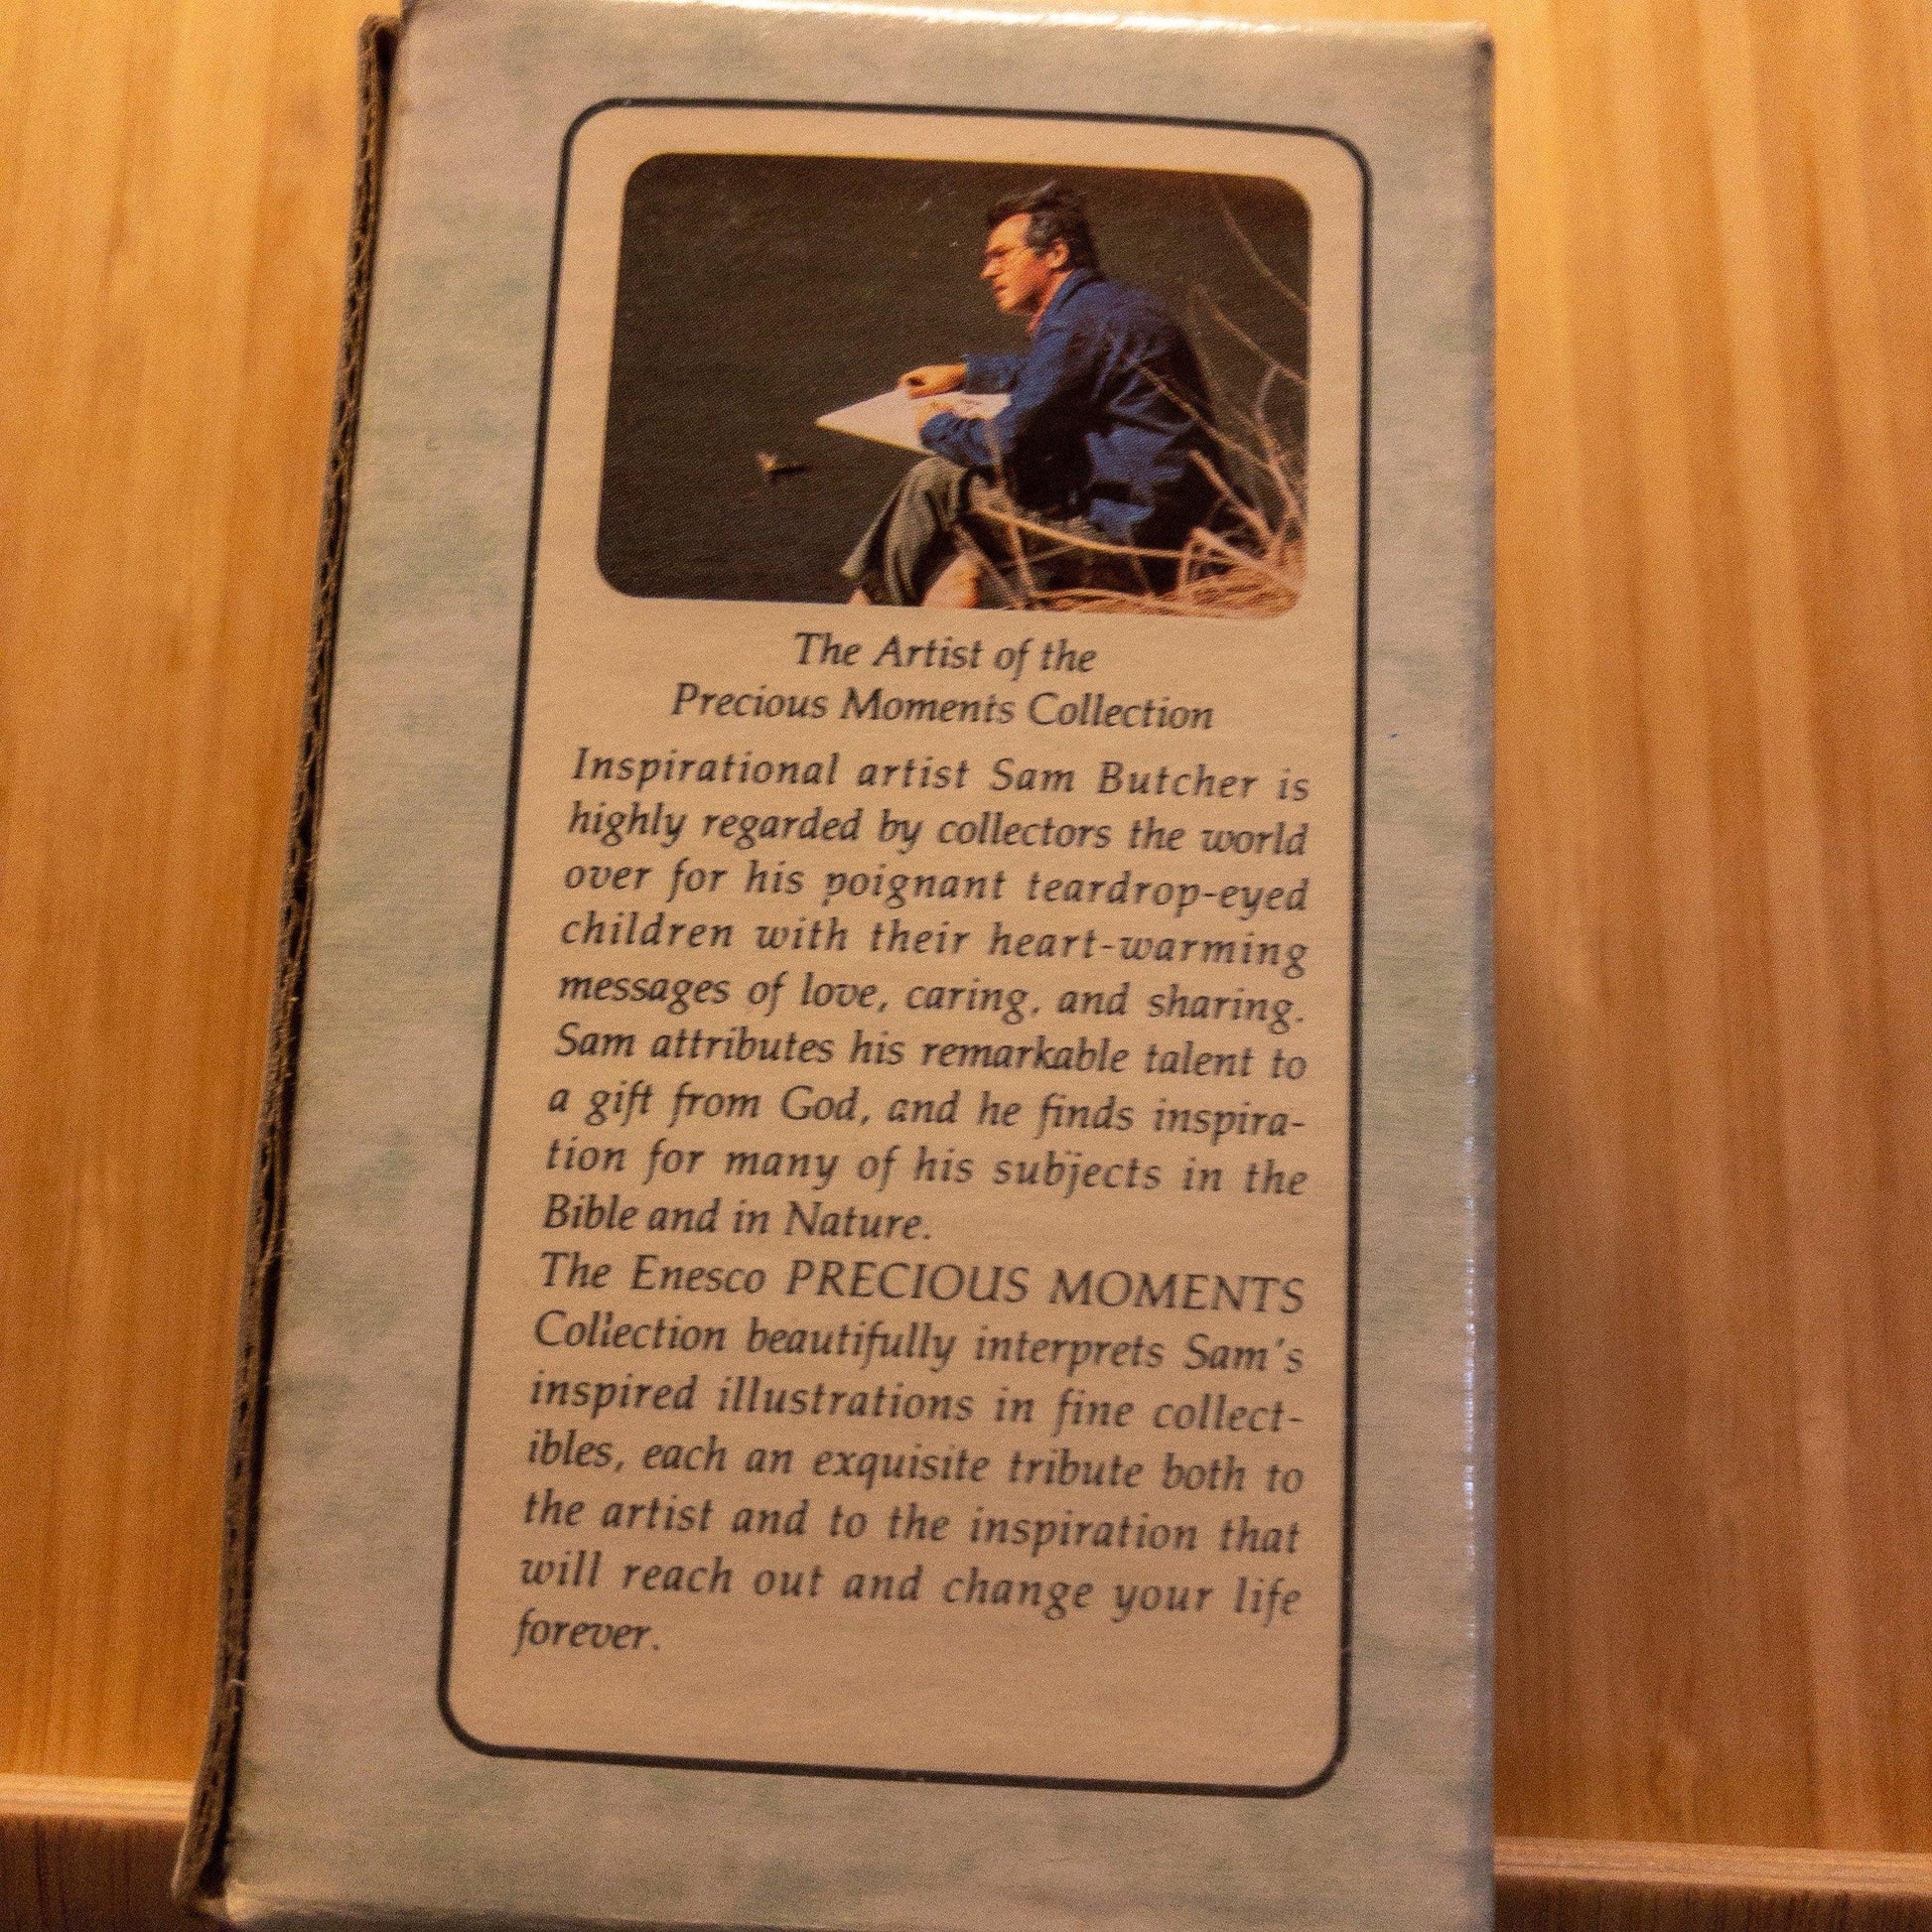 The Artist of the
Precious Moments Collection
Inspirational artist Sam Butcher is
highly regarded by collectors the world
over for his poignant teardrop-eyed
children with their heart-warming
messages of love, caring, and sharing.
Sam attributes his remarkable talent to
a gift from God, and he finds inspira-
tion for many of his subjects in the
Bible and in Nature.
The Enesco PRECIOUS MOMENTS
Collection beautifully interprets Sam's
inspired illustrations in fine collect-
ibles, each an exquisite tribute both to
the artist and to the inspiration that
will reach out and change your life
forever.